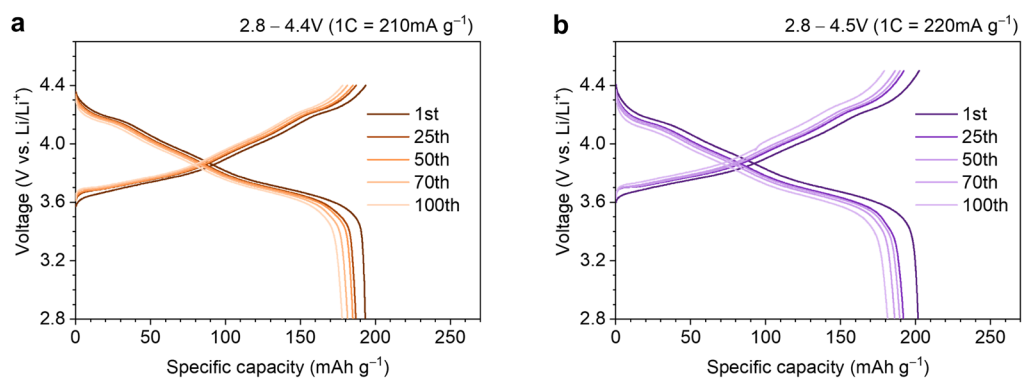 a
2.8 – 4.4V (1C = 210mA g⁻¹)
Voltage (V vs. Li/Li⁺)
4.4
4.0
3.6
3.2
2.8
1st
25th
50th
70th
100th
0 50 100 150 200 250
Specific capacity (mAh g⁻¹)
b
2.8 – 4.5V (1C = 220mA g⁻¹)
Voltage (V vs. Li/Li⁺)
4.4
4.0
3.6
3.2
2.8
1st
25th
50th
70th
100th
0 50 100 150 200 250
Specific capacity (mAh g⁻¹)